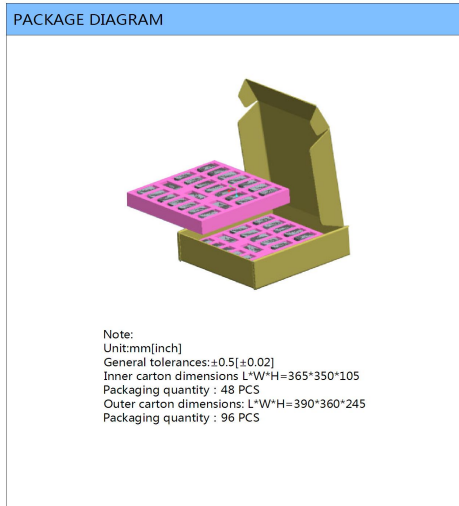 PACKAGE DIAGRAM
Note:
Unit:mm[inch]
General tolerances:±0.5[±0.02]
Inner carton dimensions L*W*H=365*350*105
Packaging quantity : 48 PCS
Outer carton dimensions: L*W*H=390*360*245
Packaging quantity : 96 PCS